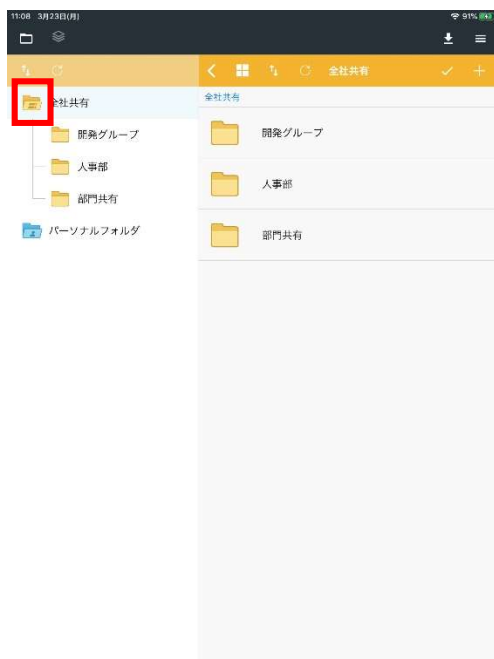 11:08 3月23日(月)
91%
全社共有
全社共有
全社共有
開発グループ
人事部
部門共有
パーソナルフォルダ
開発グループ
人事部
部門共有